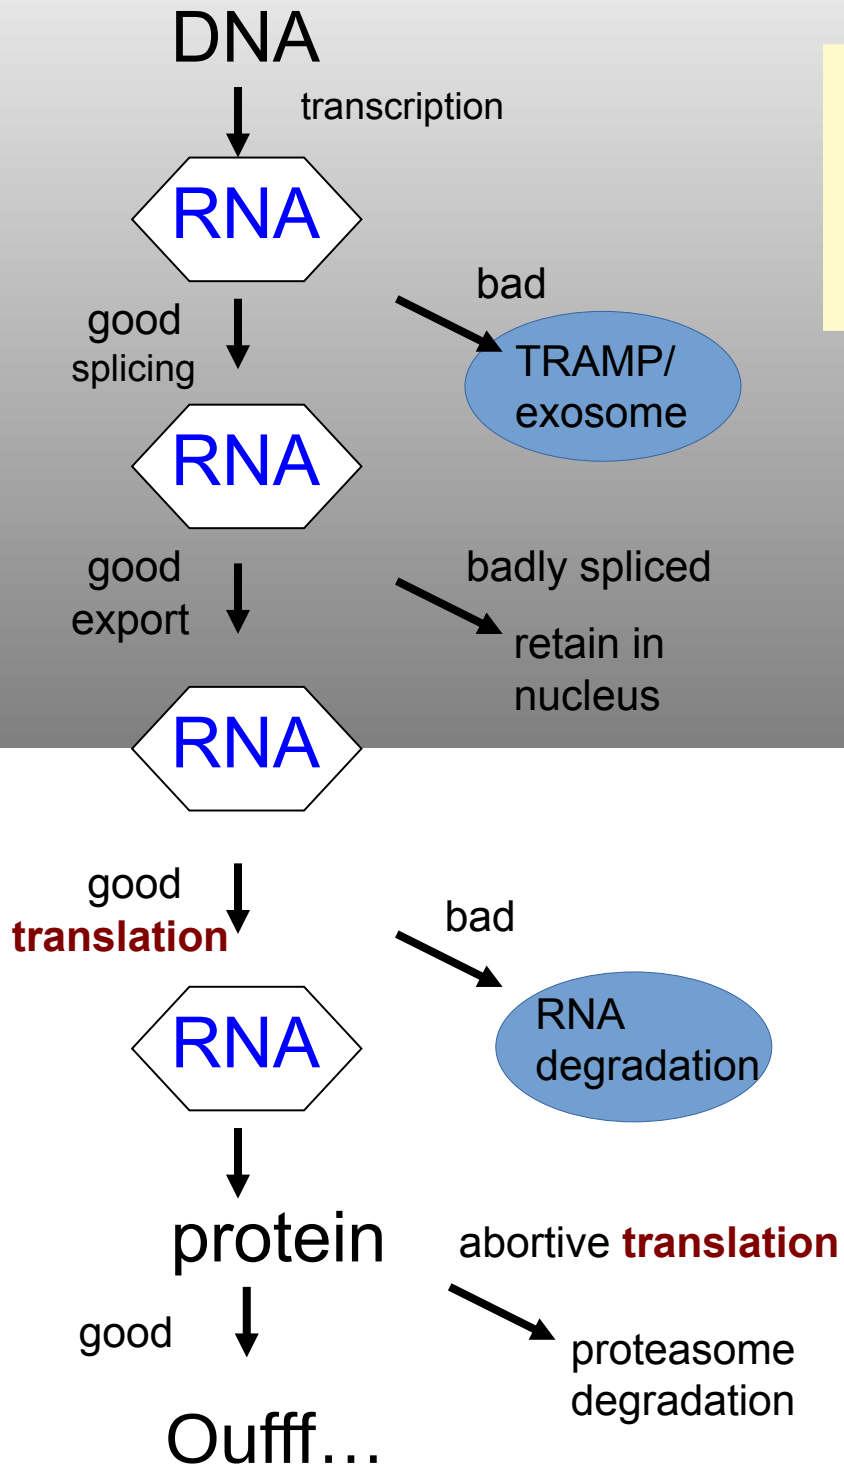 DNA
transcription
RNA
bad
good
splicing
TRAMP/
exosome
RNA
good
export
badly spliced
retain in
nucleus
RNA
good
translation
bad
RNA
degradation
RNA
protein
abortive translation
good
proteasome
degradation
Oufff...